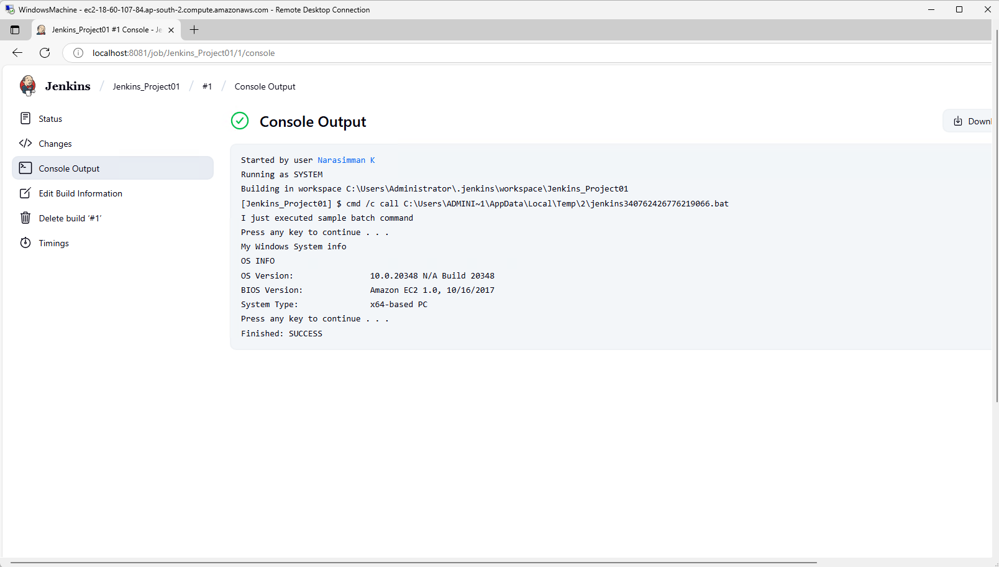 WindowsMachine - ec2-18-60-107-84.ap-south-2.compute.amazonaws.com - Remote Desktop Connection
Jenkins_Project01 #1 Console - Je
localhost:8081/job/Jenkins_Project01/1/console
Jenkins / Jenkins_Project01 / #1 / Console Output
Status
Changes
Console Output
Edit Build Information
Delete build ‘#1’
Timings
Console Output
Downl
Started by user Narasimman K
Running as SYSTEM
Building in workspace C:\Users\Administrator\.jenkins\workspace\Jenkins_Project01
[Jenkins_Project01] $ cmd /c call C:\Users\ADMINI~1\AppData\Local\Temp\2\jenkins340762426776219066.bat
I just executed sample batch command
Press any key to continue . . .
My Windows System info
OS INFO
OS Version:                10.0.20348 N/A Build 20348
BIOS Version:              Amazon EC2 1.0, 10/16/2017
System Type:               x64-based PC
Press any key to continue . . .
Finished: SUCCESS